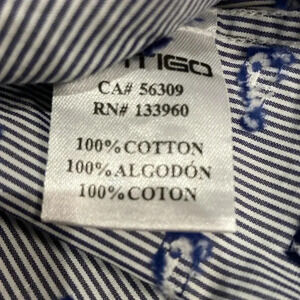 CA# 56309
RN# 133960
100% COTTON
100% ALGODÓN
100% COTON